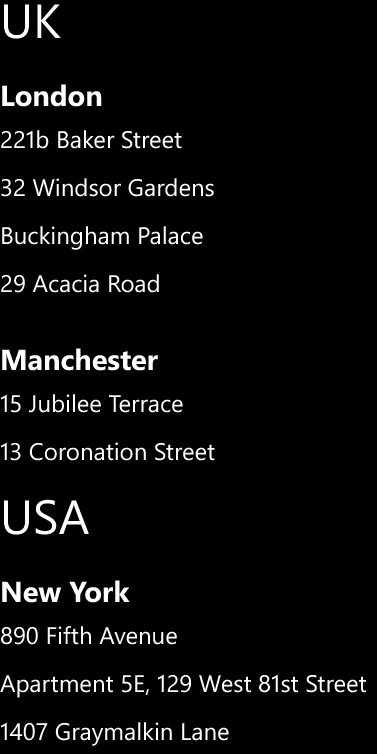 UK
London
221b Baker Street
32 Windsor Gardens
Buckingham Palace
29 Acacia Road
Manchester
15 Jubilee Terrace
13 Coronation Street
USA
New York
890 Fifth Avenue
Apartment 5E, 129 West 81st Street
1407 Graymalkin Lane